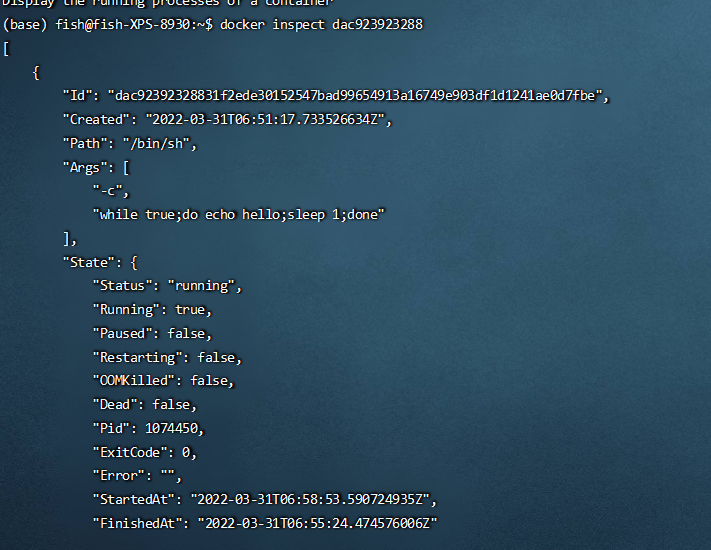 Display the running processes of a container
(base) fish@fish-XPS-8930:~$ docker inspect dac923923288
[
    {
        "Id": "dac92392328831f2ede30152547bad99654913a16749e903df1d1241ae0d7fbe",
        "Created": "2022-03-31T06:51:17.733526634Z",
        "Path": "/bin/sh",
        "Args": [
            "-c",
            "while true;do echo hello;sleep 1;done"
        ],
        "State": {
            "Status": "running",
            "Running": true,
            "Paused": false,
            "Restarting": false,
            "OOMKilled": false,
            "Dead": false,
            "Pid": 1074450,
            "ExitCode": 0,
            "Error": "",
            "StartedAt": "2022-03-31T06:58:53.590724935Z",
            "FinishedAt": "2022-03-31T06:55:24.474576006Z"